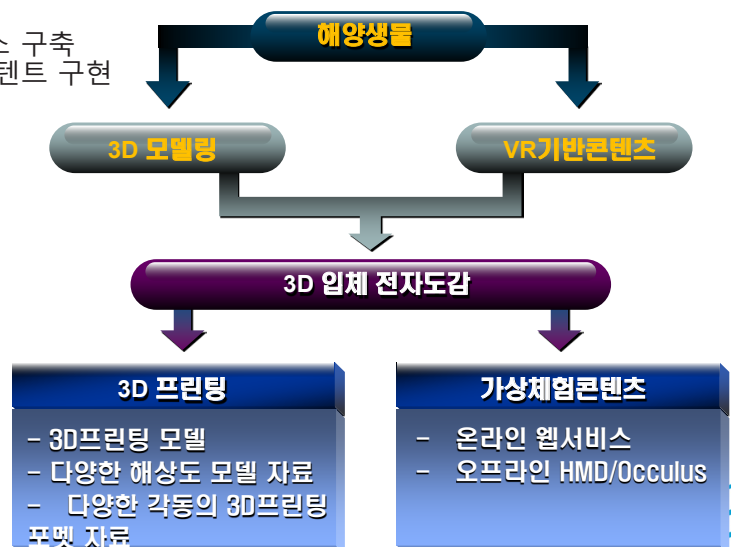 구축
텐트 구현
해양생물
3D 모델링
VR기반콘텐츠
3D 입체 전자도감
3D 프린팅
- 3D프린팅 모델
- 다양한 해상도 모델 자료
- 다양한 각동의 3D프린팅
포멧 자료
가상체험콘텐츠
- 온라인 웹서비스
- 오프라인 HMD/Occulus